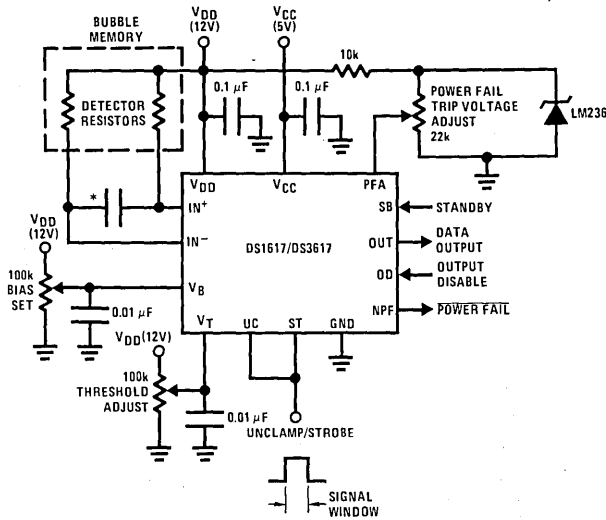 BUBBLE
MEMORY
VDD
(12V)
VCC
(5V)
10k
DETECTOR
RESISTORS
0.1 μF
0.1 μF
POWER FAIL
TRIP VOLTAGE
ADJUST
22k
LM236
*
VDD
VCC
PFA
IN+
IN−
VB
VT
UC
ST
GND
SB
OUT
OD
NPF
DS1617/DS3617
STANDBY
DATA
OUTPUT
OUTPUT
DISABLE
POWER FAIL
VDD
(12V)
100k
BIAS
SET
0.01 μF
VDD(12V)
100k
THRESHOLD
ADJUST
0.01 μF
UNCLAMP/STROBE
SIGNAL
WINDOW